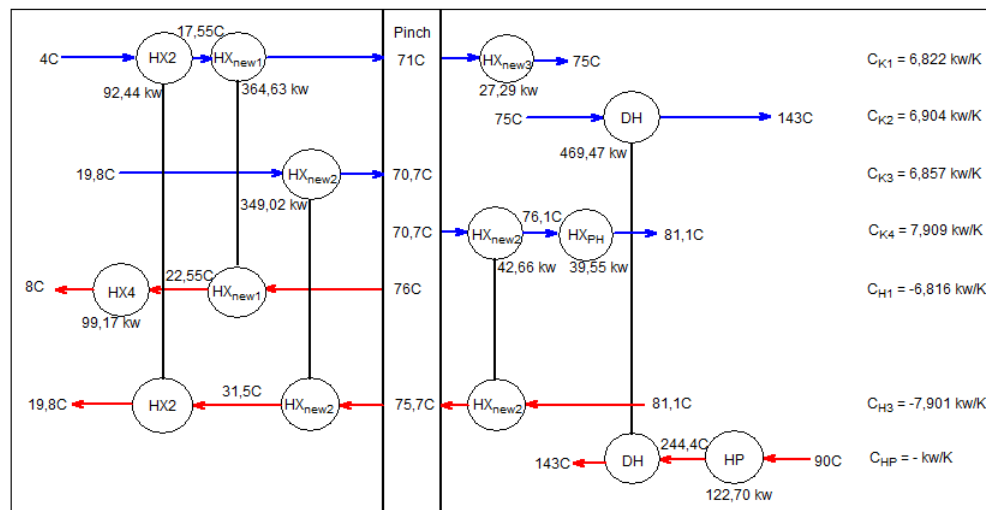 Pinch
4C HX2 17,55C HXnew1 71C HXnew3 75C CK1 = 6,822 kw/K
92,44 kw 364,63 kw 27,29 kw
75C DH 143C CK2 = 6,904 kw/K
469,47 kw
19,8C HXnew2 70,7C CK3 = 6,857 kw/K
349,02 kw
70,7C HXnew2 76,1C HXPH 81,1C CK4 = 7,909 kw/K
42,66 kw 39,55 kw
8C HX4 22,55C HXnew1 76C CH1 = -6,816 kw/K
99,17 kw
19,8C HX2 31,5C HXnew2 75,7C HXnew2 81,1C CH3 = -7,901 kw/K
143C DH 244,4C HP 90C CHP = - kw/K
122,70 kw